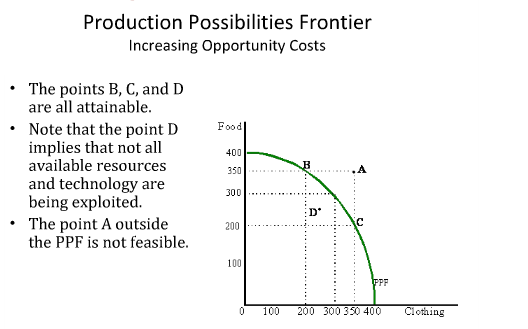 Production Possibilities Frontier
Increasing Opportunity Costs
• The points B, C, and D
are all attainable.
• Note that the point D
implies that not all
available resources
and technology are
being exploited.
• The point A outside
the PPF is not feasible.
Food
400
B
350
A
300
D
C
200
100
PPF
0 100 200 300 350 400 Clothing